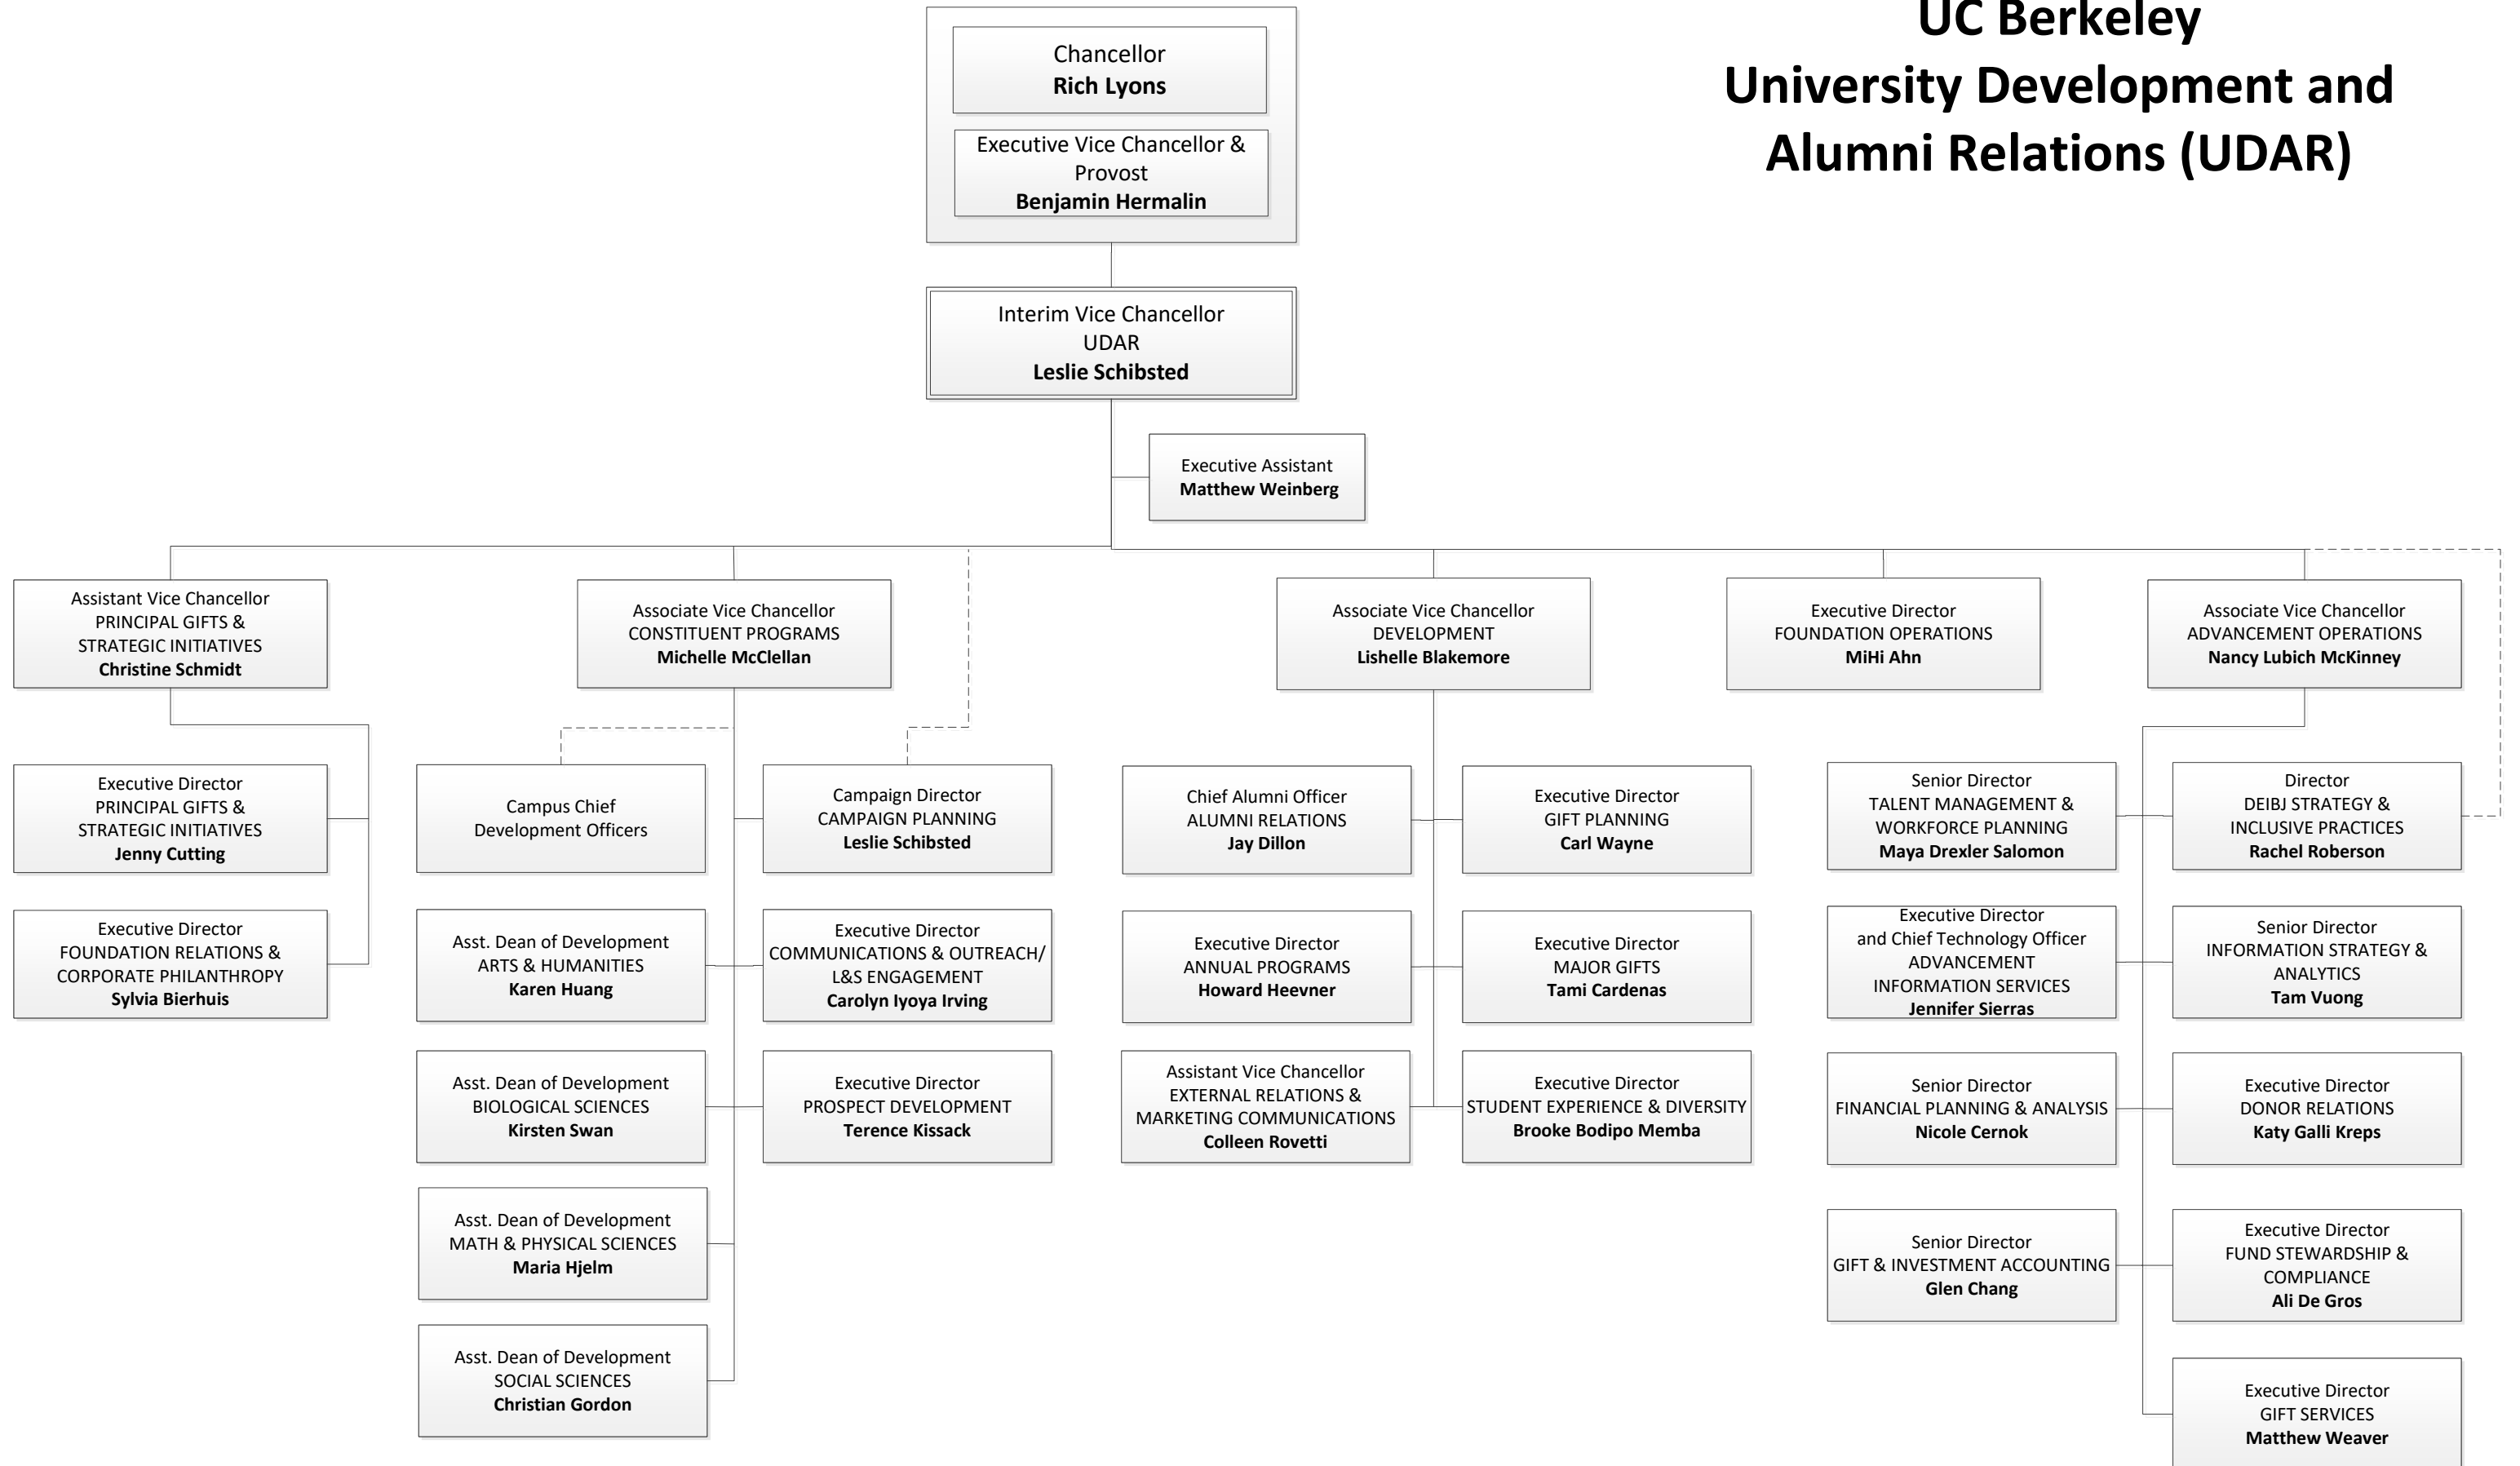 UC Berkeley
University Development and
Alumni Relations (UDAR)
Chancellor
Rich Lyons
Executive Vice Chancellor &
Provost
Benjamin Hermalin
Interim Vice Chancellor
UDAR
Leslie Schibsted
Executive Assistant
Matthew Weinberg
Assistant Vice Chancellor
PRINCIPAL GIFTS &
STRATEGIC INITIATIVES
Christine Schmidt
Associate Vice Chancellor
CONSTITUENT PROGRAMS
Michelle McClellan
Associate Vice Chancellor
DEVELOPMENT
Lishelle Blakemore
Executive Director
FOUNDATION OPERATIONS
MiHi Ahn
Associate Vice Chancellor
ADVANCEMENT OPERATIONS
Nancy Lubich McKinney
Executive Director
PRINCIPAL GIFTS &
STRATEGIC INITIATIVES
Jenny Cutting
Executive Director
FOUNDATION RELATIONS &
CORPORATE PHILANTHROPY
Sylvia Bierhuis
Campus Chief
Development Officers
Campaign Director
CAMPAIGN PLANNING
Leslie Schibsted
Asst. Dean of Development
ARTS & HUMANITIES
Karen Huang
Executive Director
COMMUNICATIONS & OUTREACH/
L&S ENGAGEMENT
Carolyn Iyoya Irving
Asst. Dean of Development
BIOLOGICAL SCIENCES
Kirsten Swan
Executive Director
PROSPECT DEVELOPMENT
Terence Kissack
Asst. Dean of Development
MATH & PHYSICAL SCIENCES
Maria Hjelm
Asst. Dean of Development
SOCIAL SCIENCES
Christian Gordon
Chief Alumni Officer
ALUMNI RELATIONS
Jay Dillon
Executive Director
GIFT PLANNING
Carl Wayne
Executive Director
ANNUAL PROGRAMS
Howard Heevner
Executive Director
MAJOR GIFTS
Tami Cardenas
Assistant Vice Chancellor
EXTERNAL RELATIONS &
MARKETING COMMUNICATIONS
Colleen Rovetti
Executive Director
STUDENT EXPERIENCE & DIVERSITY
Brooke Bodipo Memba
Senior Director
TALENT MANAGEMENT &
WORKFORCE PLANNING
Maya Drexler Salomon
Director
DEIBJ STRATEGY &
INCLUSIVE PRACTICES
Rachel Roberson
Executive Director
and Chief Technology Officer
ADVANCEMENT
INFORMATION SERVICES
Jennifer Sierras
Senior Director
INFORMATION STRATEGY &
ANALYTICS
Tam Vuong
Senior Director
FINANCIAL PLANNING & ANALYSIS
Nicole Cernok
Executive Director
DONOR RELATIONS
Katy Galli Kreps
Senior Director
GIFT & INVESTMENT ACCOUNTING
Glen Chang
Executive Director
FUND STEWARDSHIP &
COMPLIANCE
Ali De Gros
Executive Director
GIFT SERVICES
Matthew Weaver